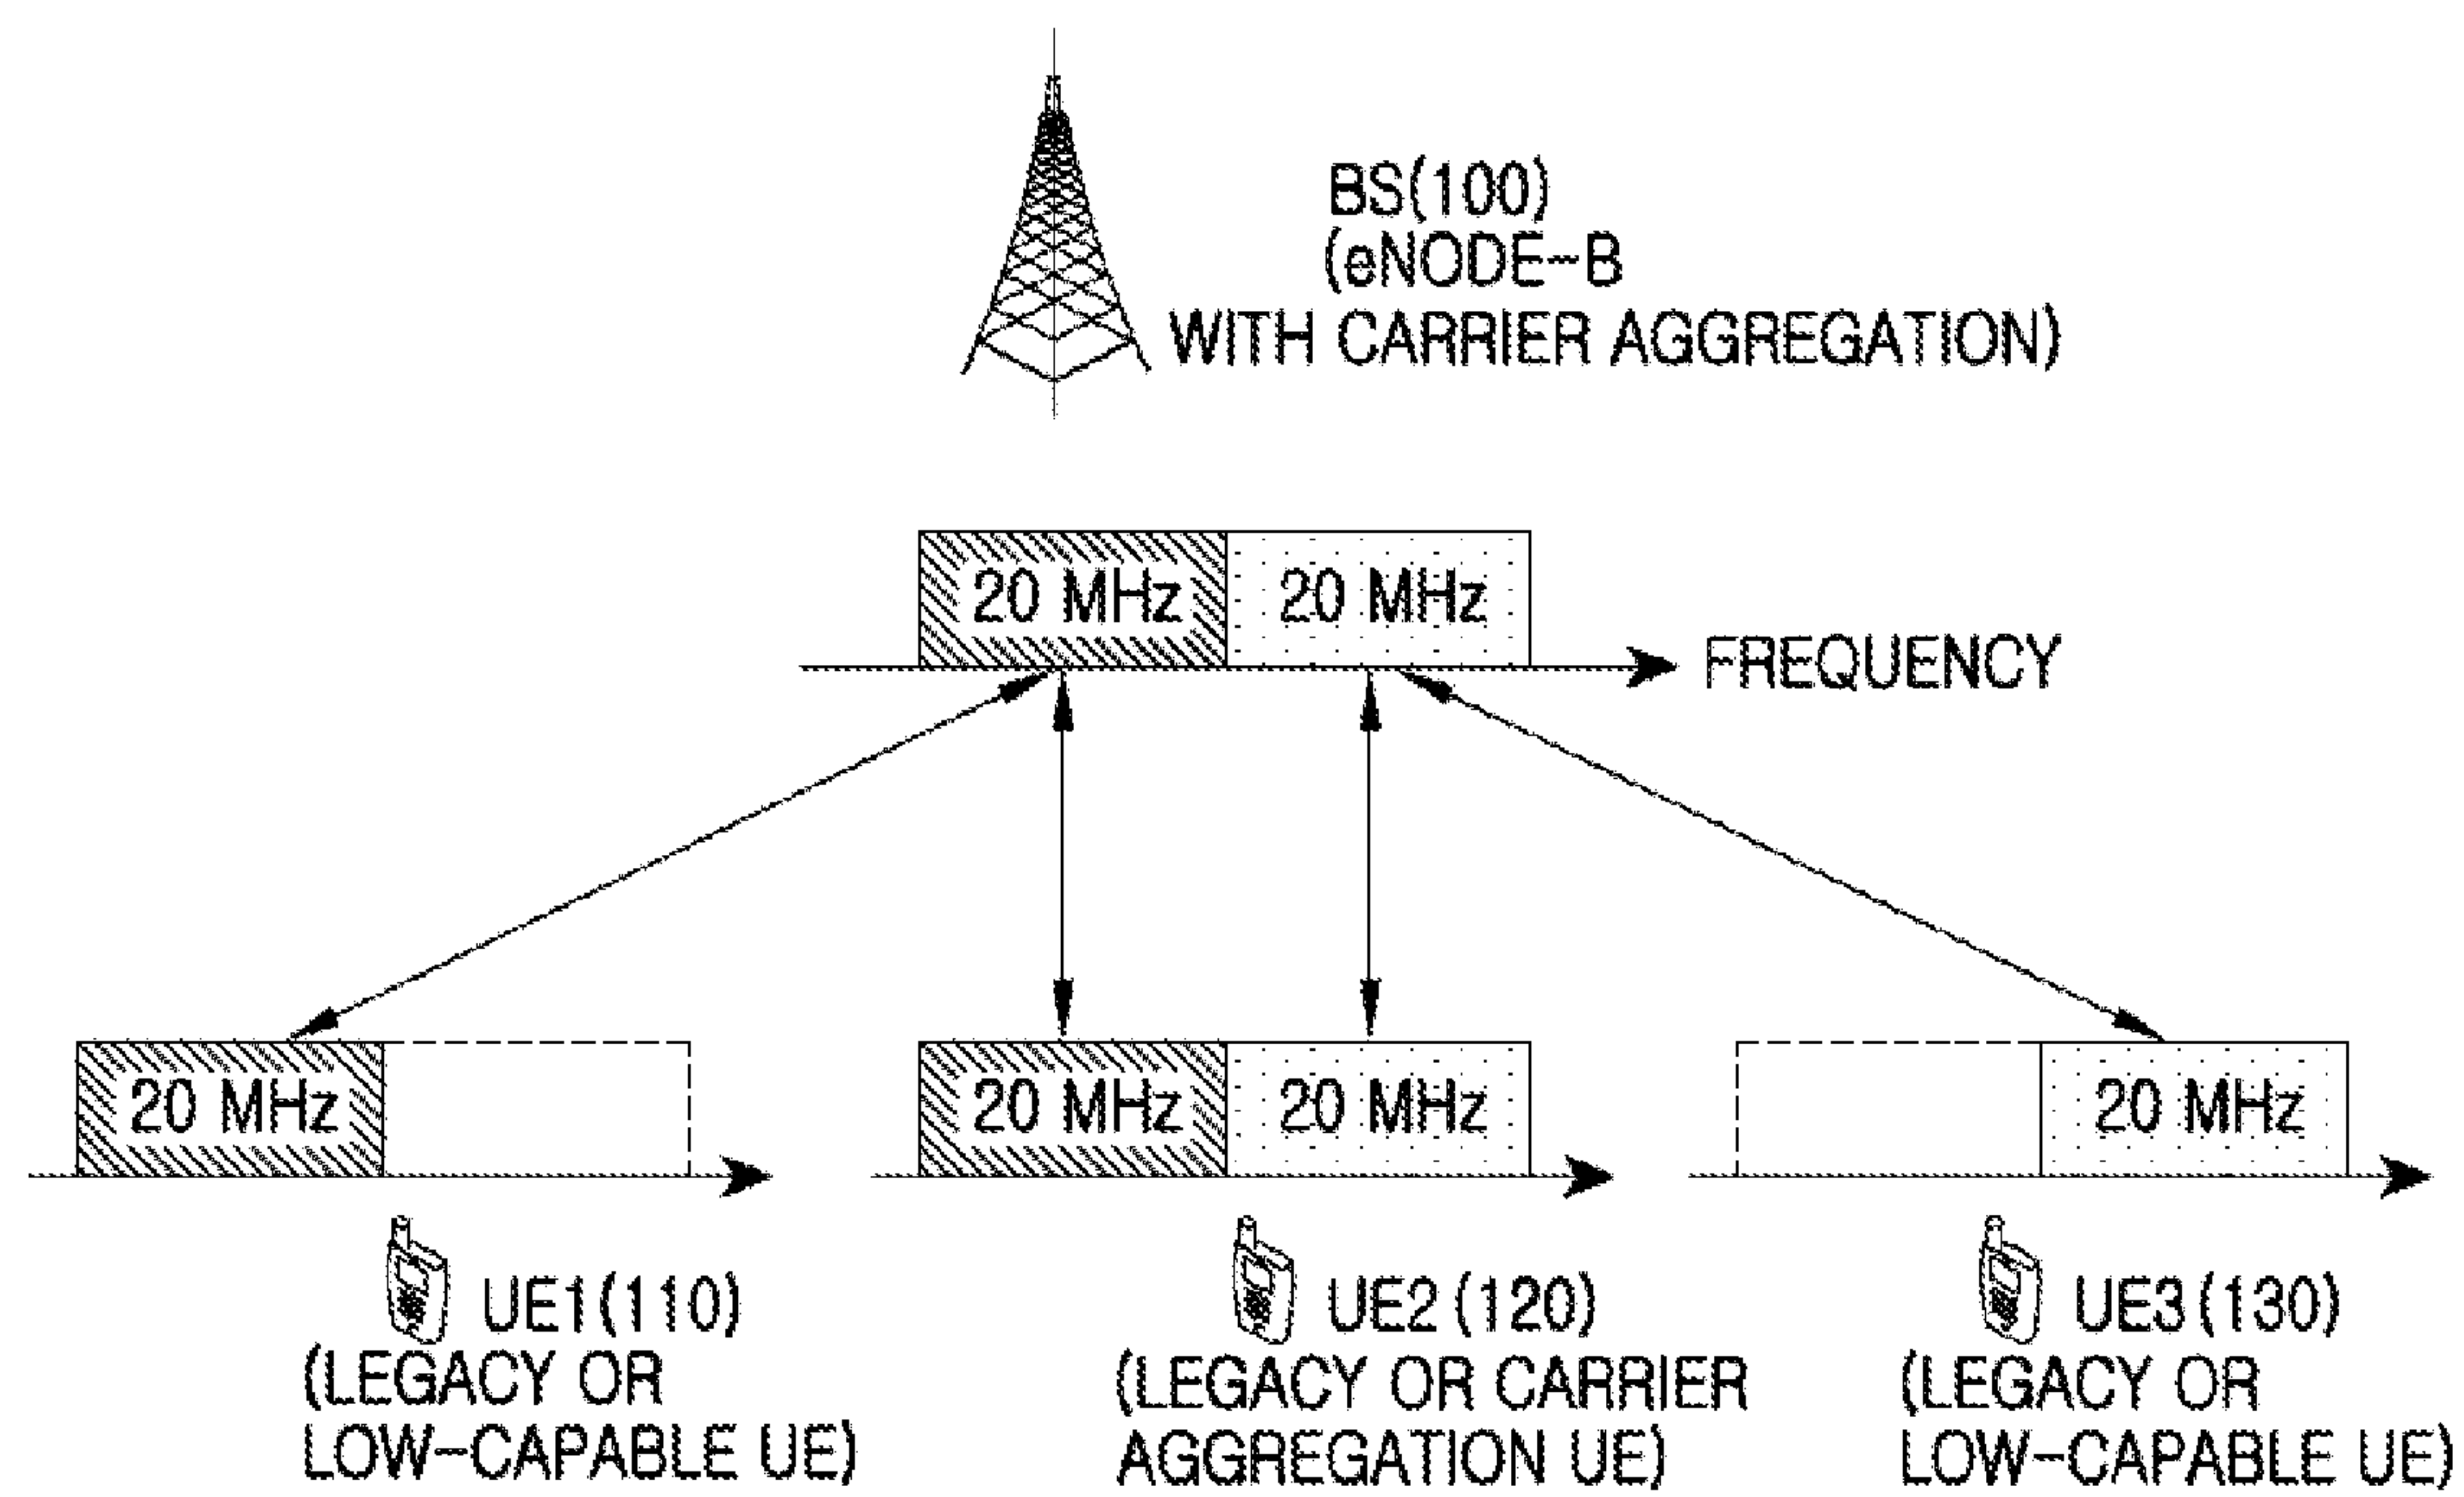 BS(100)
(eNODE-B
WITH CARRIER AGGREGATION)
20 MHz 20 MHz
FREQUENCY
20 MHz
20 MHz 20 MHz
20 MHz
UE1(110)
(LEGACY OR
LOW-CAPABLE UE)
UE2(120)
(LEGACY OR CARRIER
AGGREGATION UE)
UE3(130)
(LEGACY OR
LOW-CAPABLE UE)